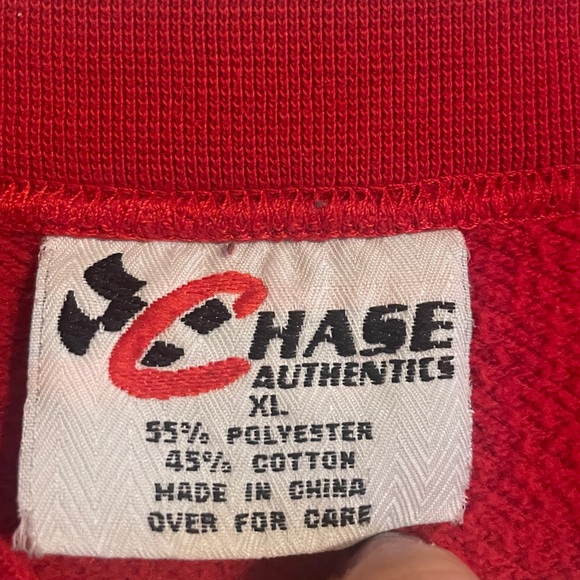 CHASE
AUTHENTICS
XL
55% POLYESTER
45% COTTON
MADE IN CHINA
OVER FOR CARE